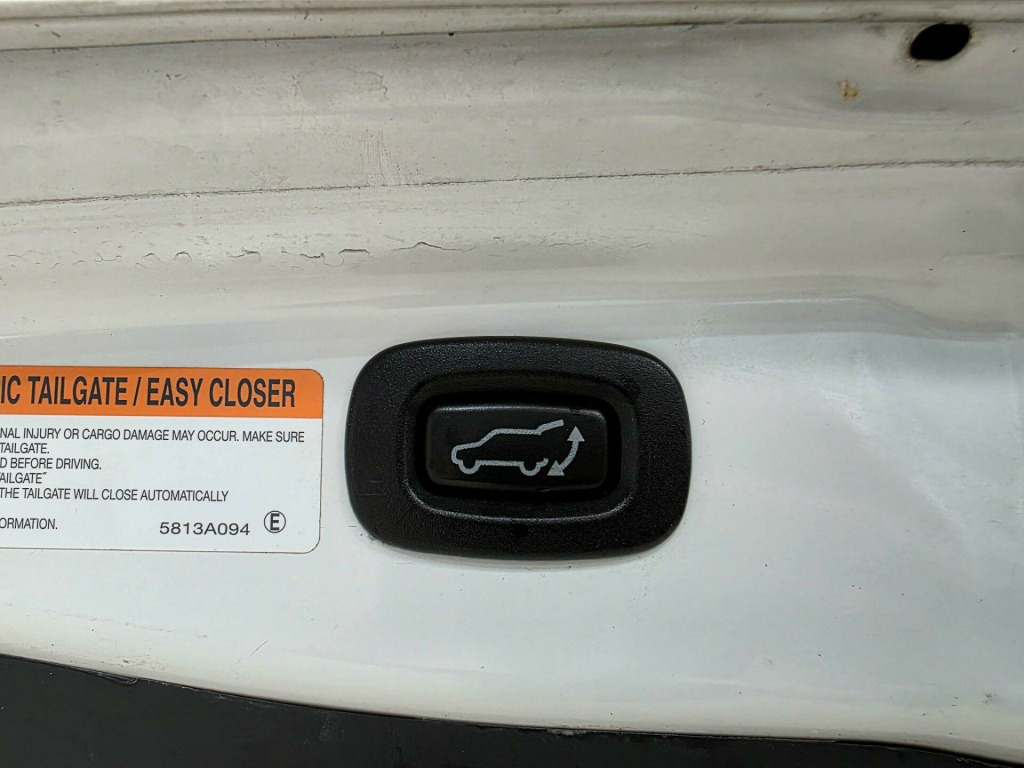 IC TAILGATE / EASY CLOSER
NAL INJURY OR CARGO DAMAGE MAY OCCUR. MAKE SURE
TAILGATE.
D BEFORE DRIVING.
AILGATE"
THE TAILGATE WILL CLOSE AUTOMATICALLY
ORMATION.
5813A094 Ⓔ